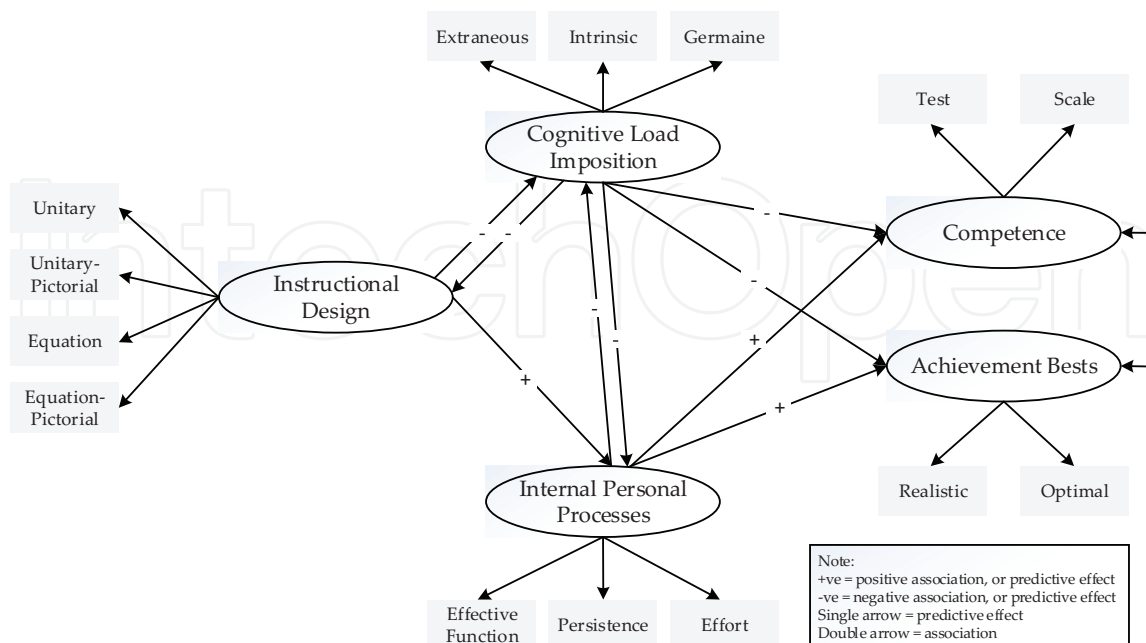 Extraneous
Intrinsic
Germaine
Test
Scale
Cognitive Load
Imposition
Unitary
Unitary-
Pictorial
Equation
Equation-
Pictorial
Instructional
Design
-
-
-
-
-
-
+
+
+
Competence
Achievement Bests
Realistic
Optimal
Internal Personal
Processes
Effective
Function
Persistence
Effort
Note:
+ve = positive association, or predictive effect
-ve = negative association, or predictive effect
Single arrow = predictive effect
Double arrow = association
IntechOpen